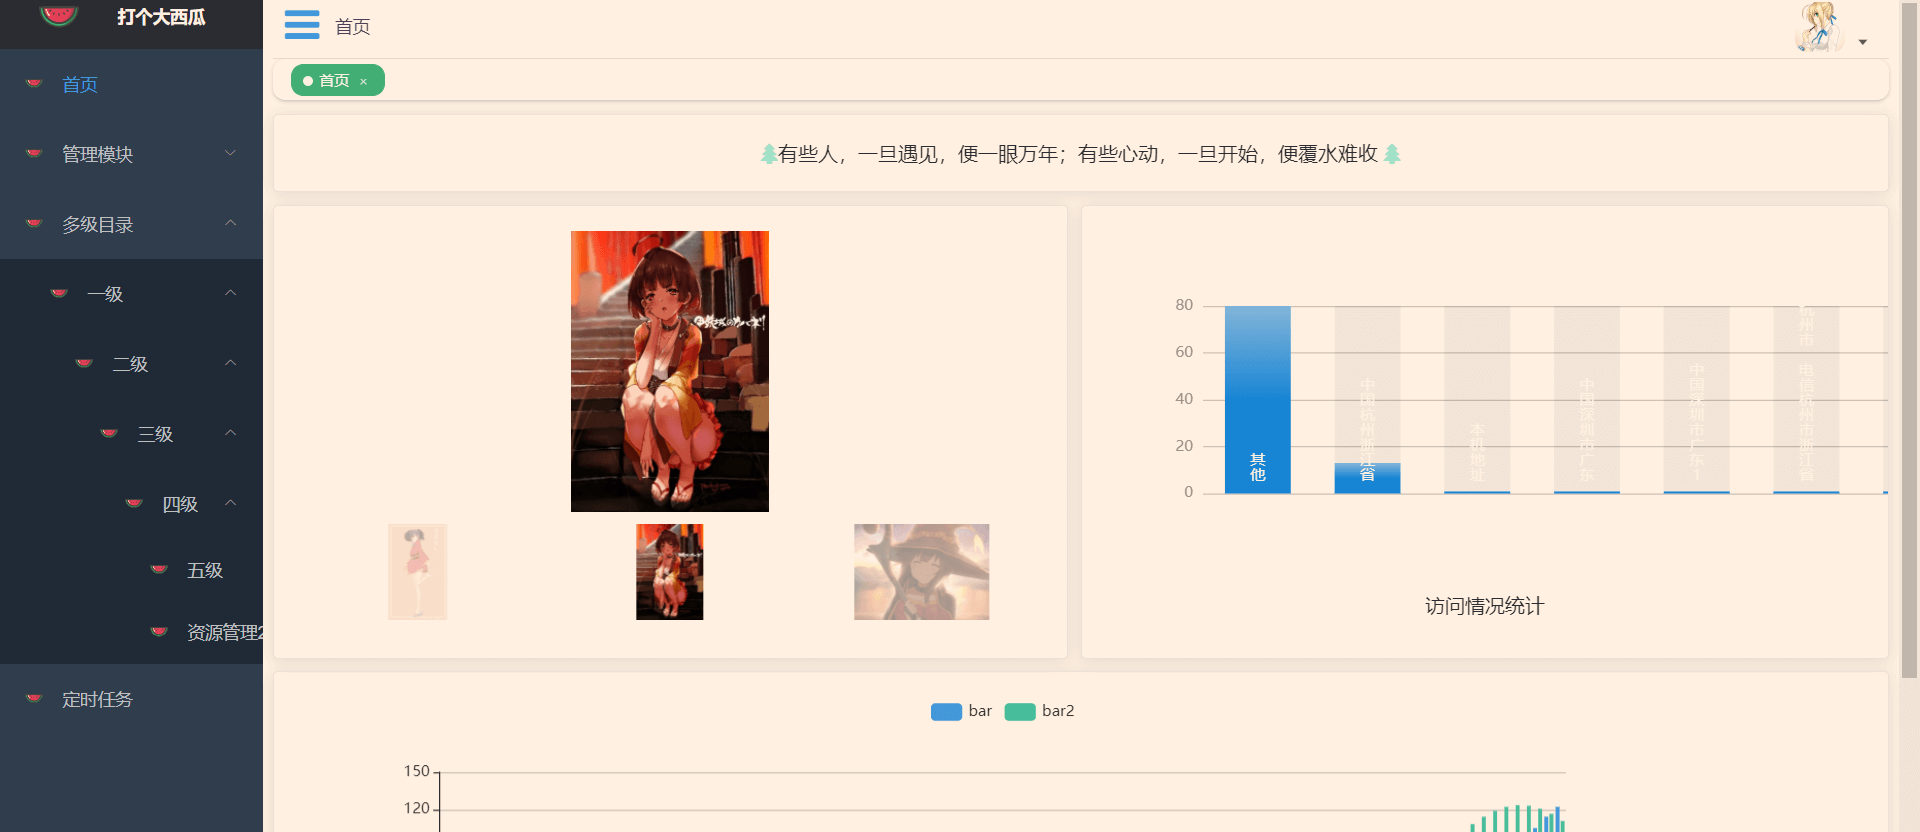 打个大西瓜
首页
管理模块
多级目录
一级
二级
三级
四级
五级
资源管理2
定时任务
首页
首页 ×
有些人，一旦遇见，便一眼万年；有些心动，一旦开始，便覆水难收
80
60
40
20
0
其他
中国杭州浙江省
本机地址
中国深圳市广东
中国深圳市广东1
杭州市 电信杭州市浙江省
访问情况统计
bar
bar2
150
120